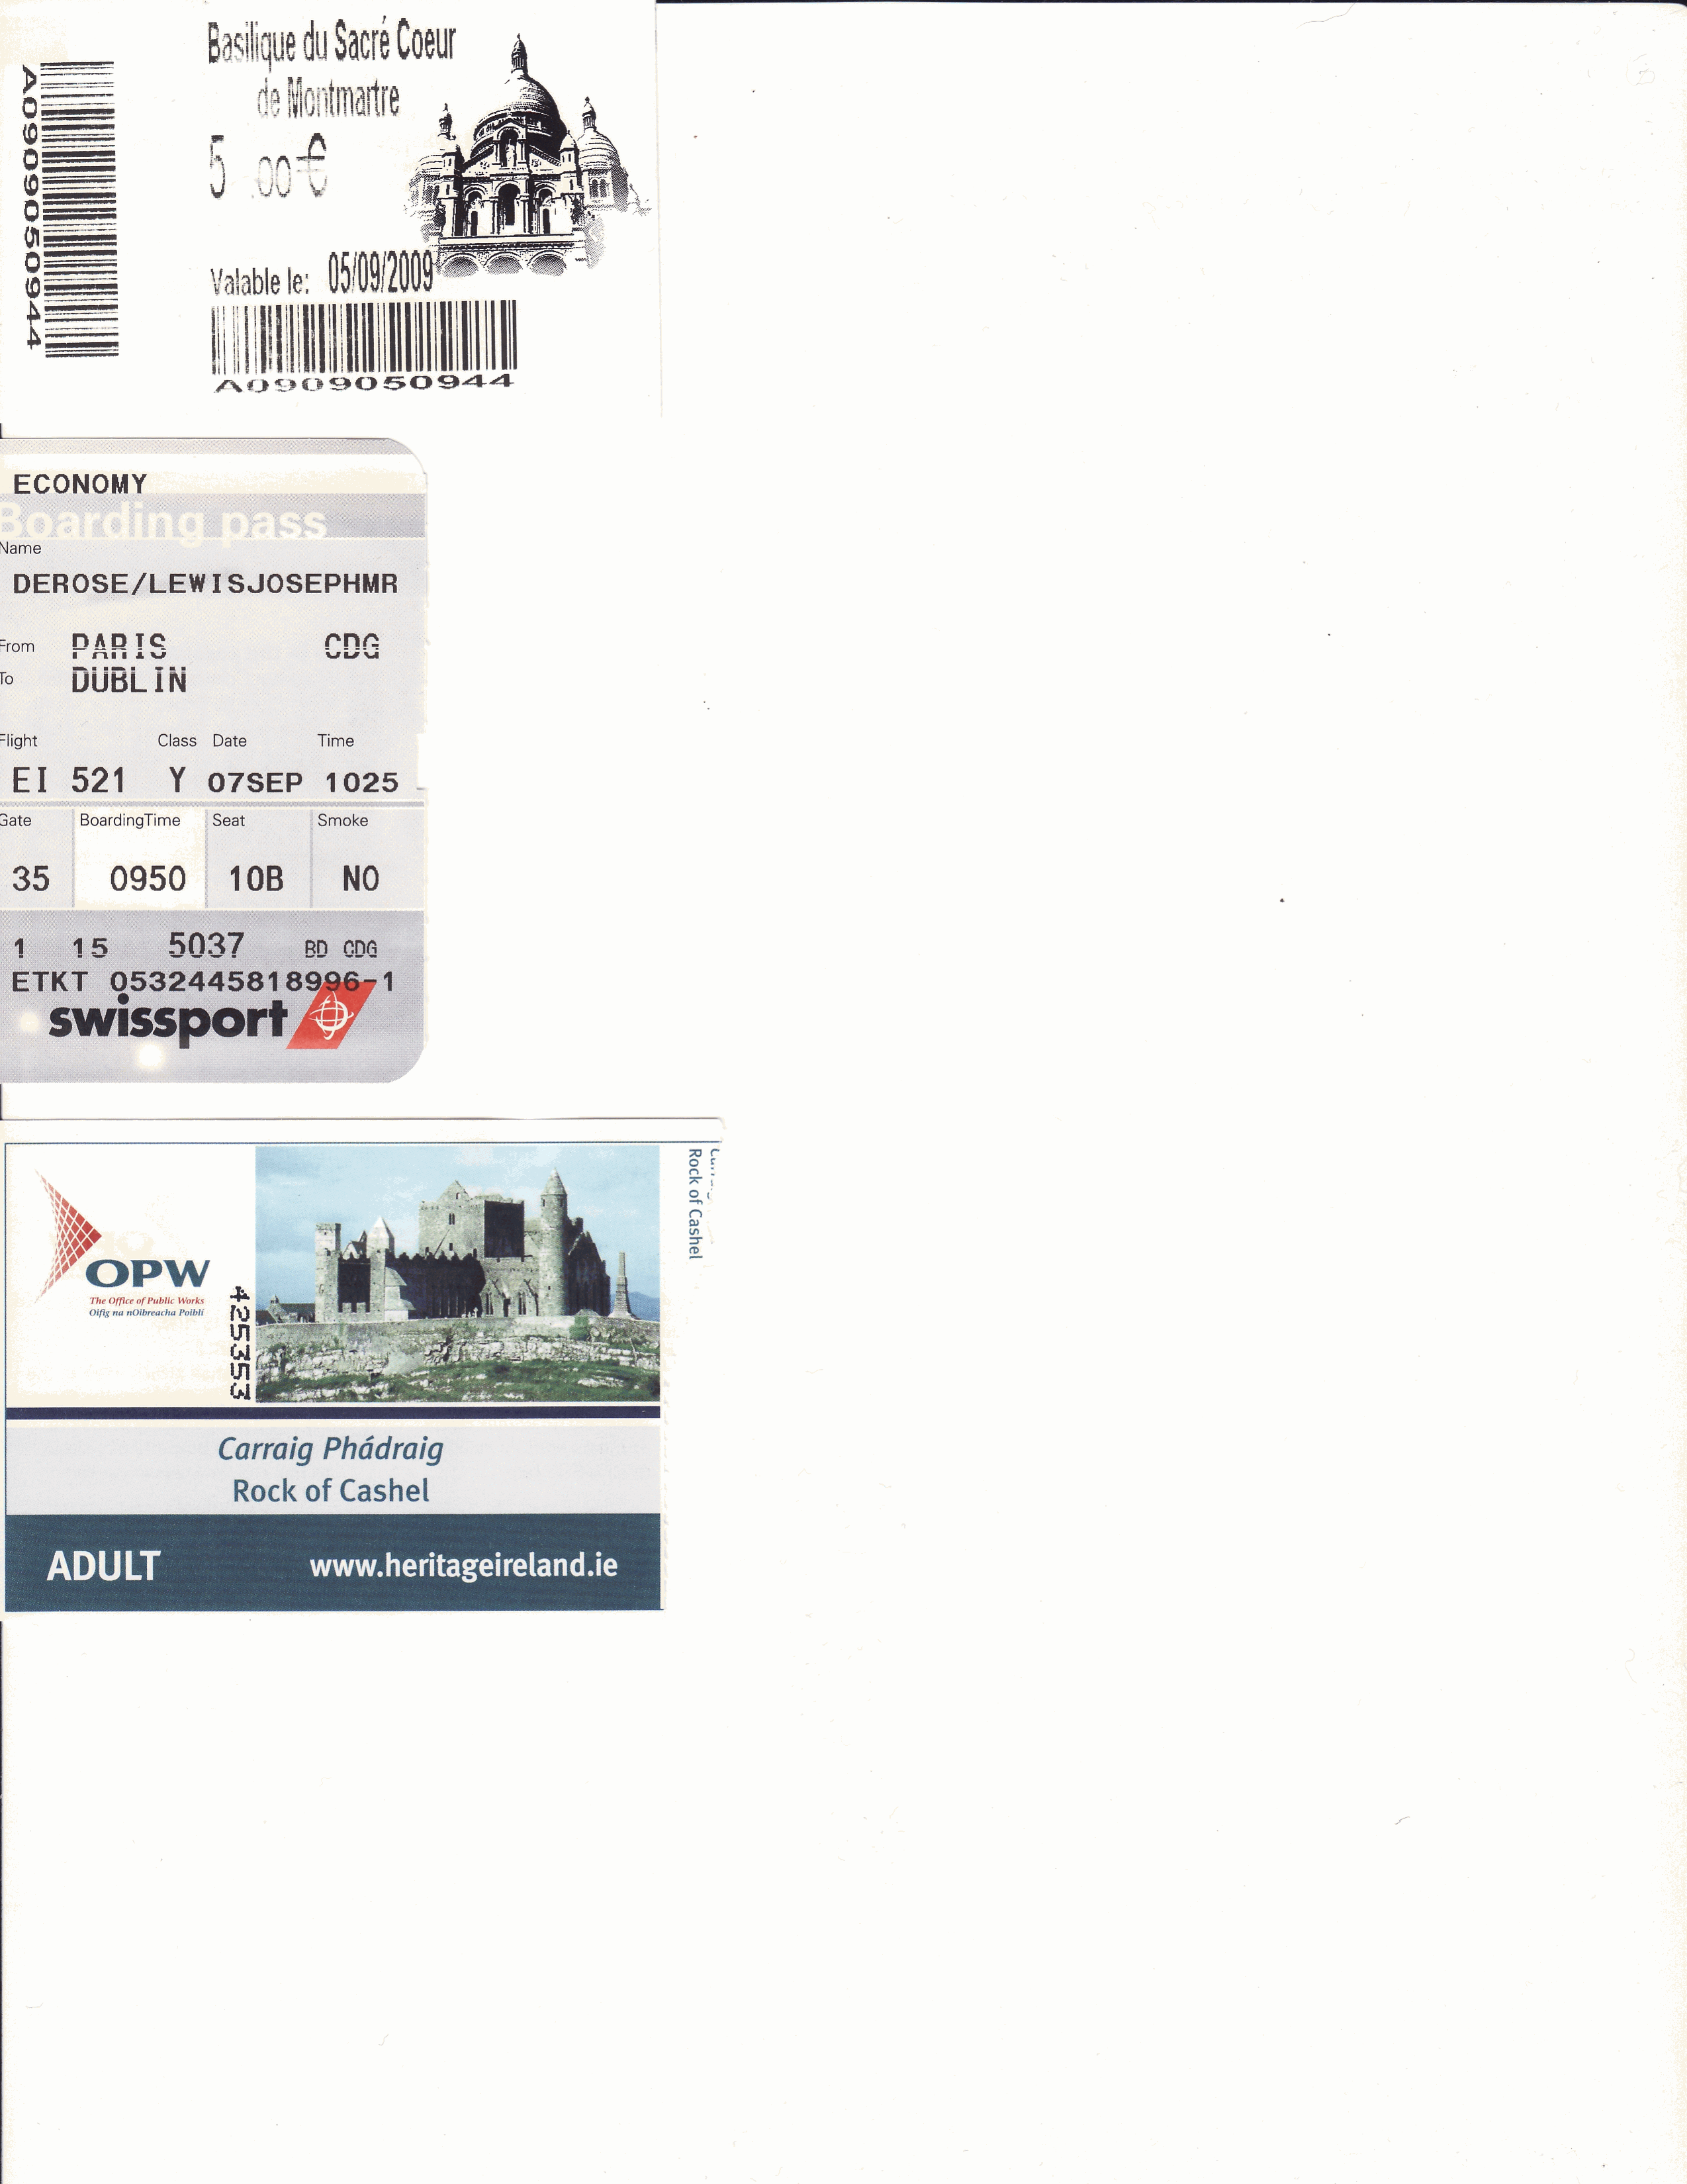 Basilique du Sacré Coeur
de Montmartre
5 .00 €
Valable le: 05/09/2009
A0909050944
A0909050944
ECONOMY
Boarding pass
Name
DEROSE/LEWISJOSEPHMR
From PARIS CDG
To DUBLIN
Flight Class Date Time
EI 521 Y 07SEP 1025
Gate BoardingTime Seat Smoke
35 0950 10B NO
1 15 5037 BD CDG
ETKT 0532445818996-1
swissport
OPW
The Office of Public Works
Oifig na nOibreacha Poiblí
425353
Rock of Cashel
Carraig Phádraig
Rock of Cashel
ADULT www.heritageireland.ie